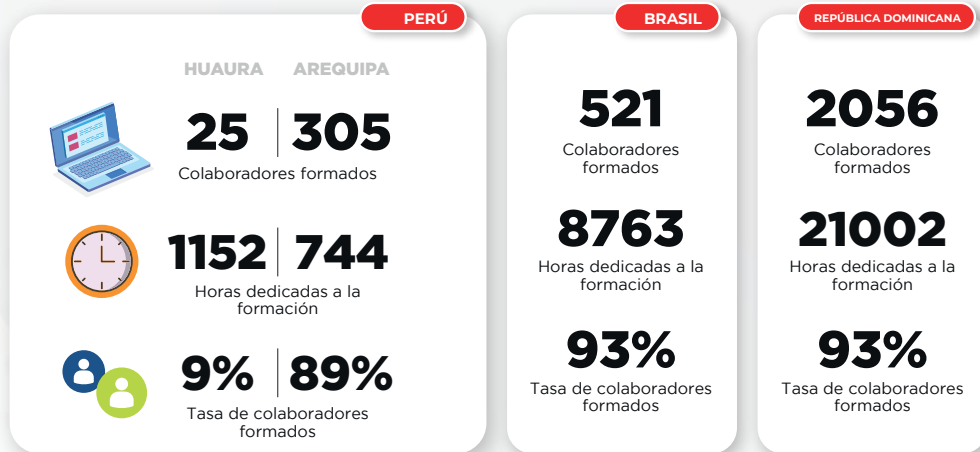 PERÚ
HUAURA AREQUIPA
25 305
Colaboradores formados
1152 744
Horas dedicadas a la
formación
9% 89%
Tasa de colaboradores
formados
BRASIL
521
Colaboradores
formados
8763
Horas dedicadas a la
formación
93%
Tasa de colaboradores
formados
REPÚBLICA DOMINICANA
2056
Colaboradores
formados
21002
Horas dedicadas a la
formación
93%
Tasa de colaboradores
formados